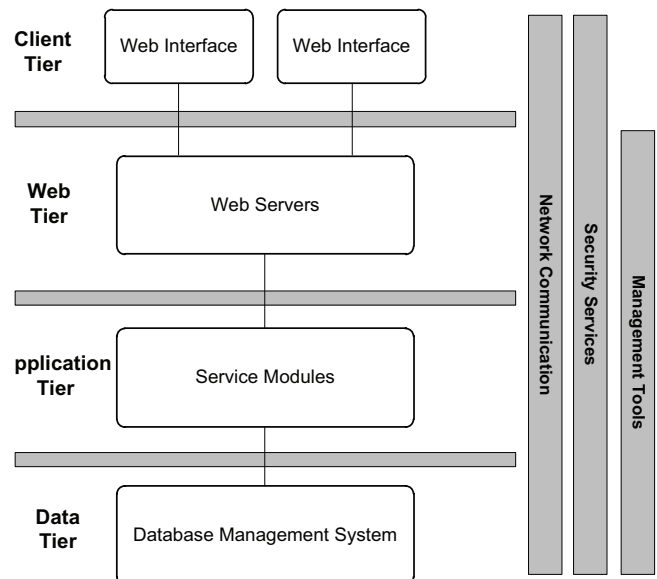 Client
Tier
Web Interface
Web Interface
Web
Tier
Web Servers
pplication
Tier
Service Modules
Data
Tier
Database Management System
Network Communication
Security Services
Management Tools